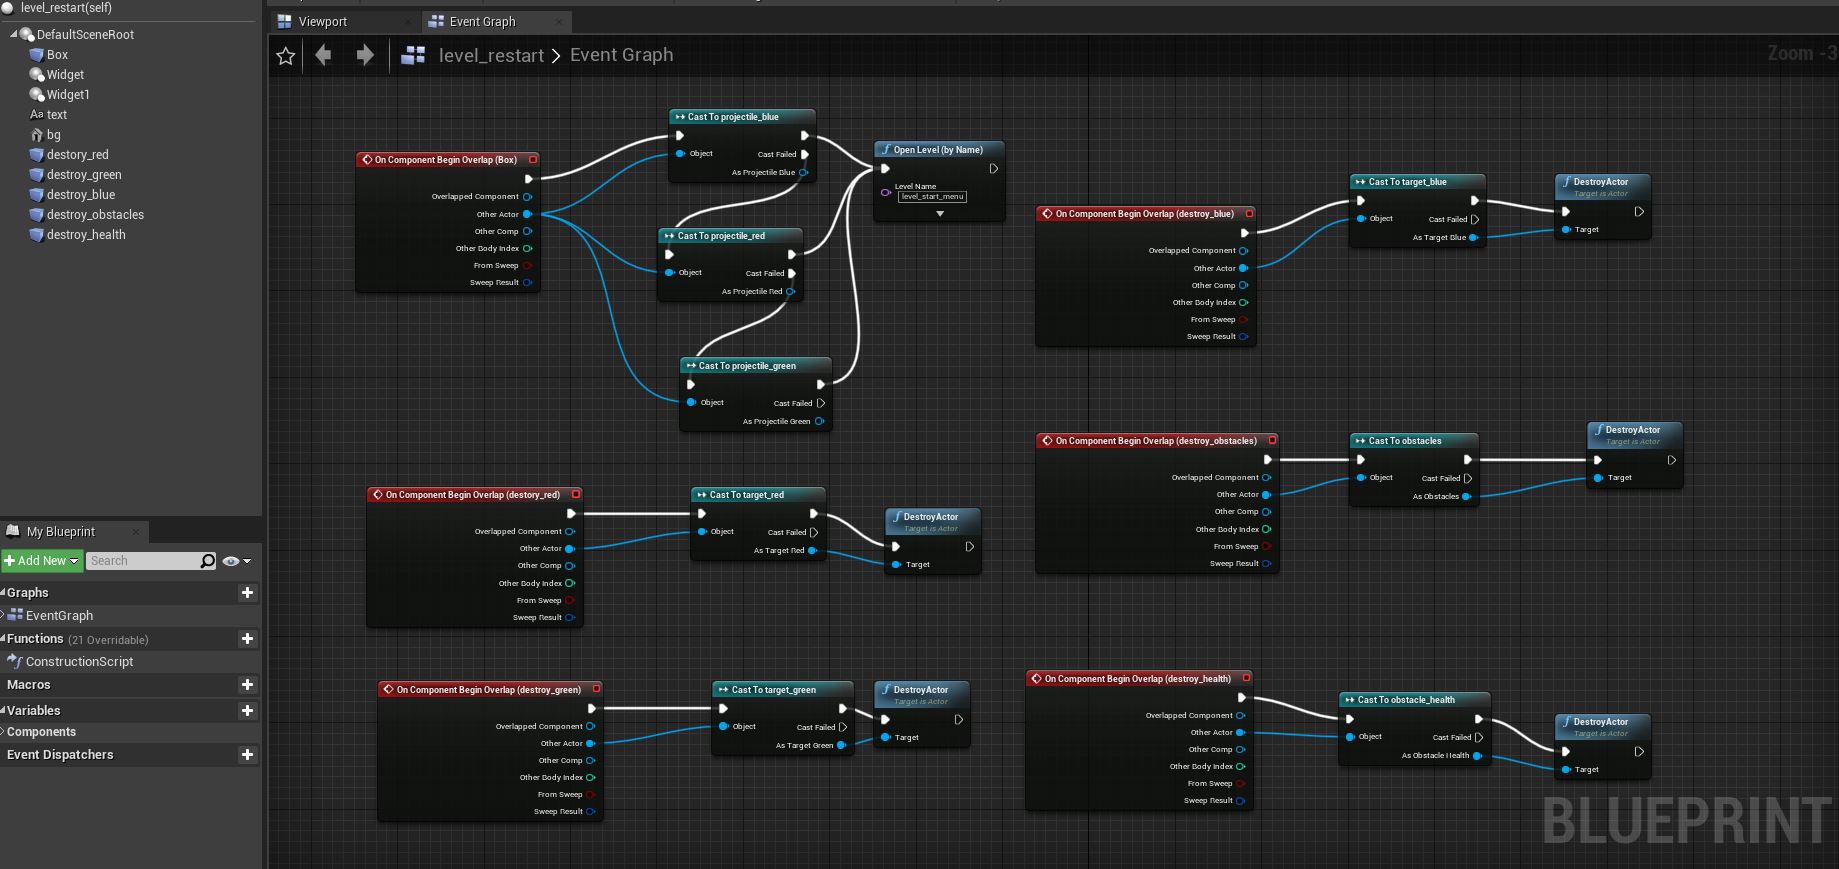 level_restart(self)
DefaultSceneRoot
Box
Widget
Widget1
Aa text
bg
destory_red
destroy_green
destroy_blue
destroy_obstacles
destroy_health
My Blueprint
Add New
Search
Graphs
EventGraph
Functions (21 Overridable)
ConstructionScript
Macros
Variables
Components
Event Dispatchers
Viewport
Event Graph
level_restart > Event Graph
Zoom -3
On Component Begin Overlap (Box)
Overlapped Component
Other Actor
Other Comp
Other Body Index
From Sweep
Sweep Result
Cast To projectile_blue
Object
Cast Failed
As Projectile Blue
Cast To projectile_red
Object
Cast Failed
As Projectile Red
Cast To projectile_green
Object
Cast Failed
As Projectile Green
f Open Level (by Name)
Level Name
level_start_menu
On Component Begin Overlap (destroy_blue)
Overlapped Component
Other Actor
Other Comp
Other Body Index
From Sweep
Sweep Result
Cast To target_blue
Object
Cast Failed
As Target Blue
f DestroyActor
Target is Actor
Target
On Component Begin Overlap (destroy_obstacles)
Overlapped Component
Other Actor
Other Comp
Other Body Index
From Sweep
Sweep Result
Cast To obstacles
Object
Cast Failed
As Obstacles
f DestroyActor
Target is Actor
Target
On Component Begin Overlap (destory_red)
Overlapped Component
Other Actor
Other Comp
Other Body Index
From Sweep
Sweep Result
Cast To target_red
Object
Cast Failed
As Target Red
f DestroyActor
Target is Actor
Target
On Component Begin Overlap (destroy_green)
Overlapped Component
Other Actor
Other Comp
Other Body Index
From Sweep
Sweep Result
Cast To target_green
Object
Cast Failed
As Target Green
f DestroyActor
Target is Actor
Target
On Component Begin Overlap (destroy_health)
Overlapped Component
Other Actor
Other Comp
Other Body Index
From Sweep
Sweep Result
Cast To obstacle_health
Object
Cast Failed
As Obstacle Health
f DestroyActor
Target is Actor
Target
BLUEPRINT